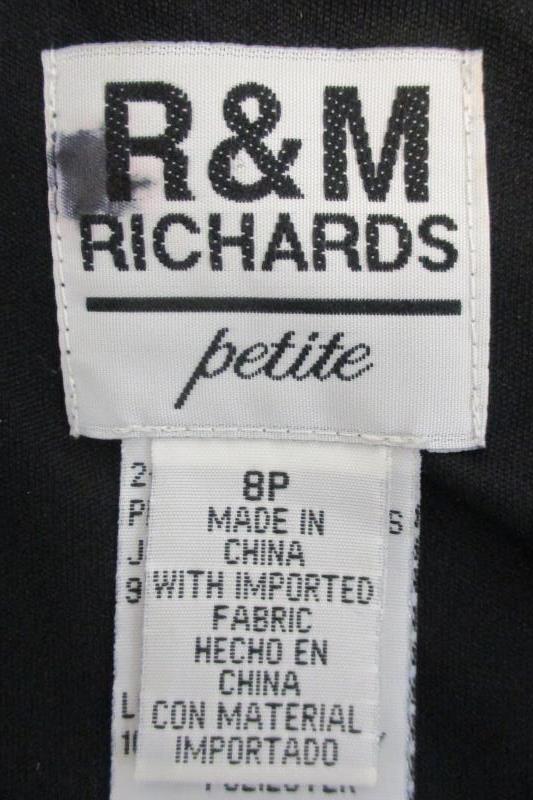 R&M
RICHARDS
petite
8P
MADE IN
CHINA
WITH IMPORTED
FABRIC
HECHO EN
CHINA
CON MATERIAL
IMPORTADO